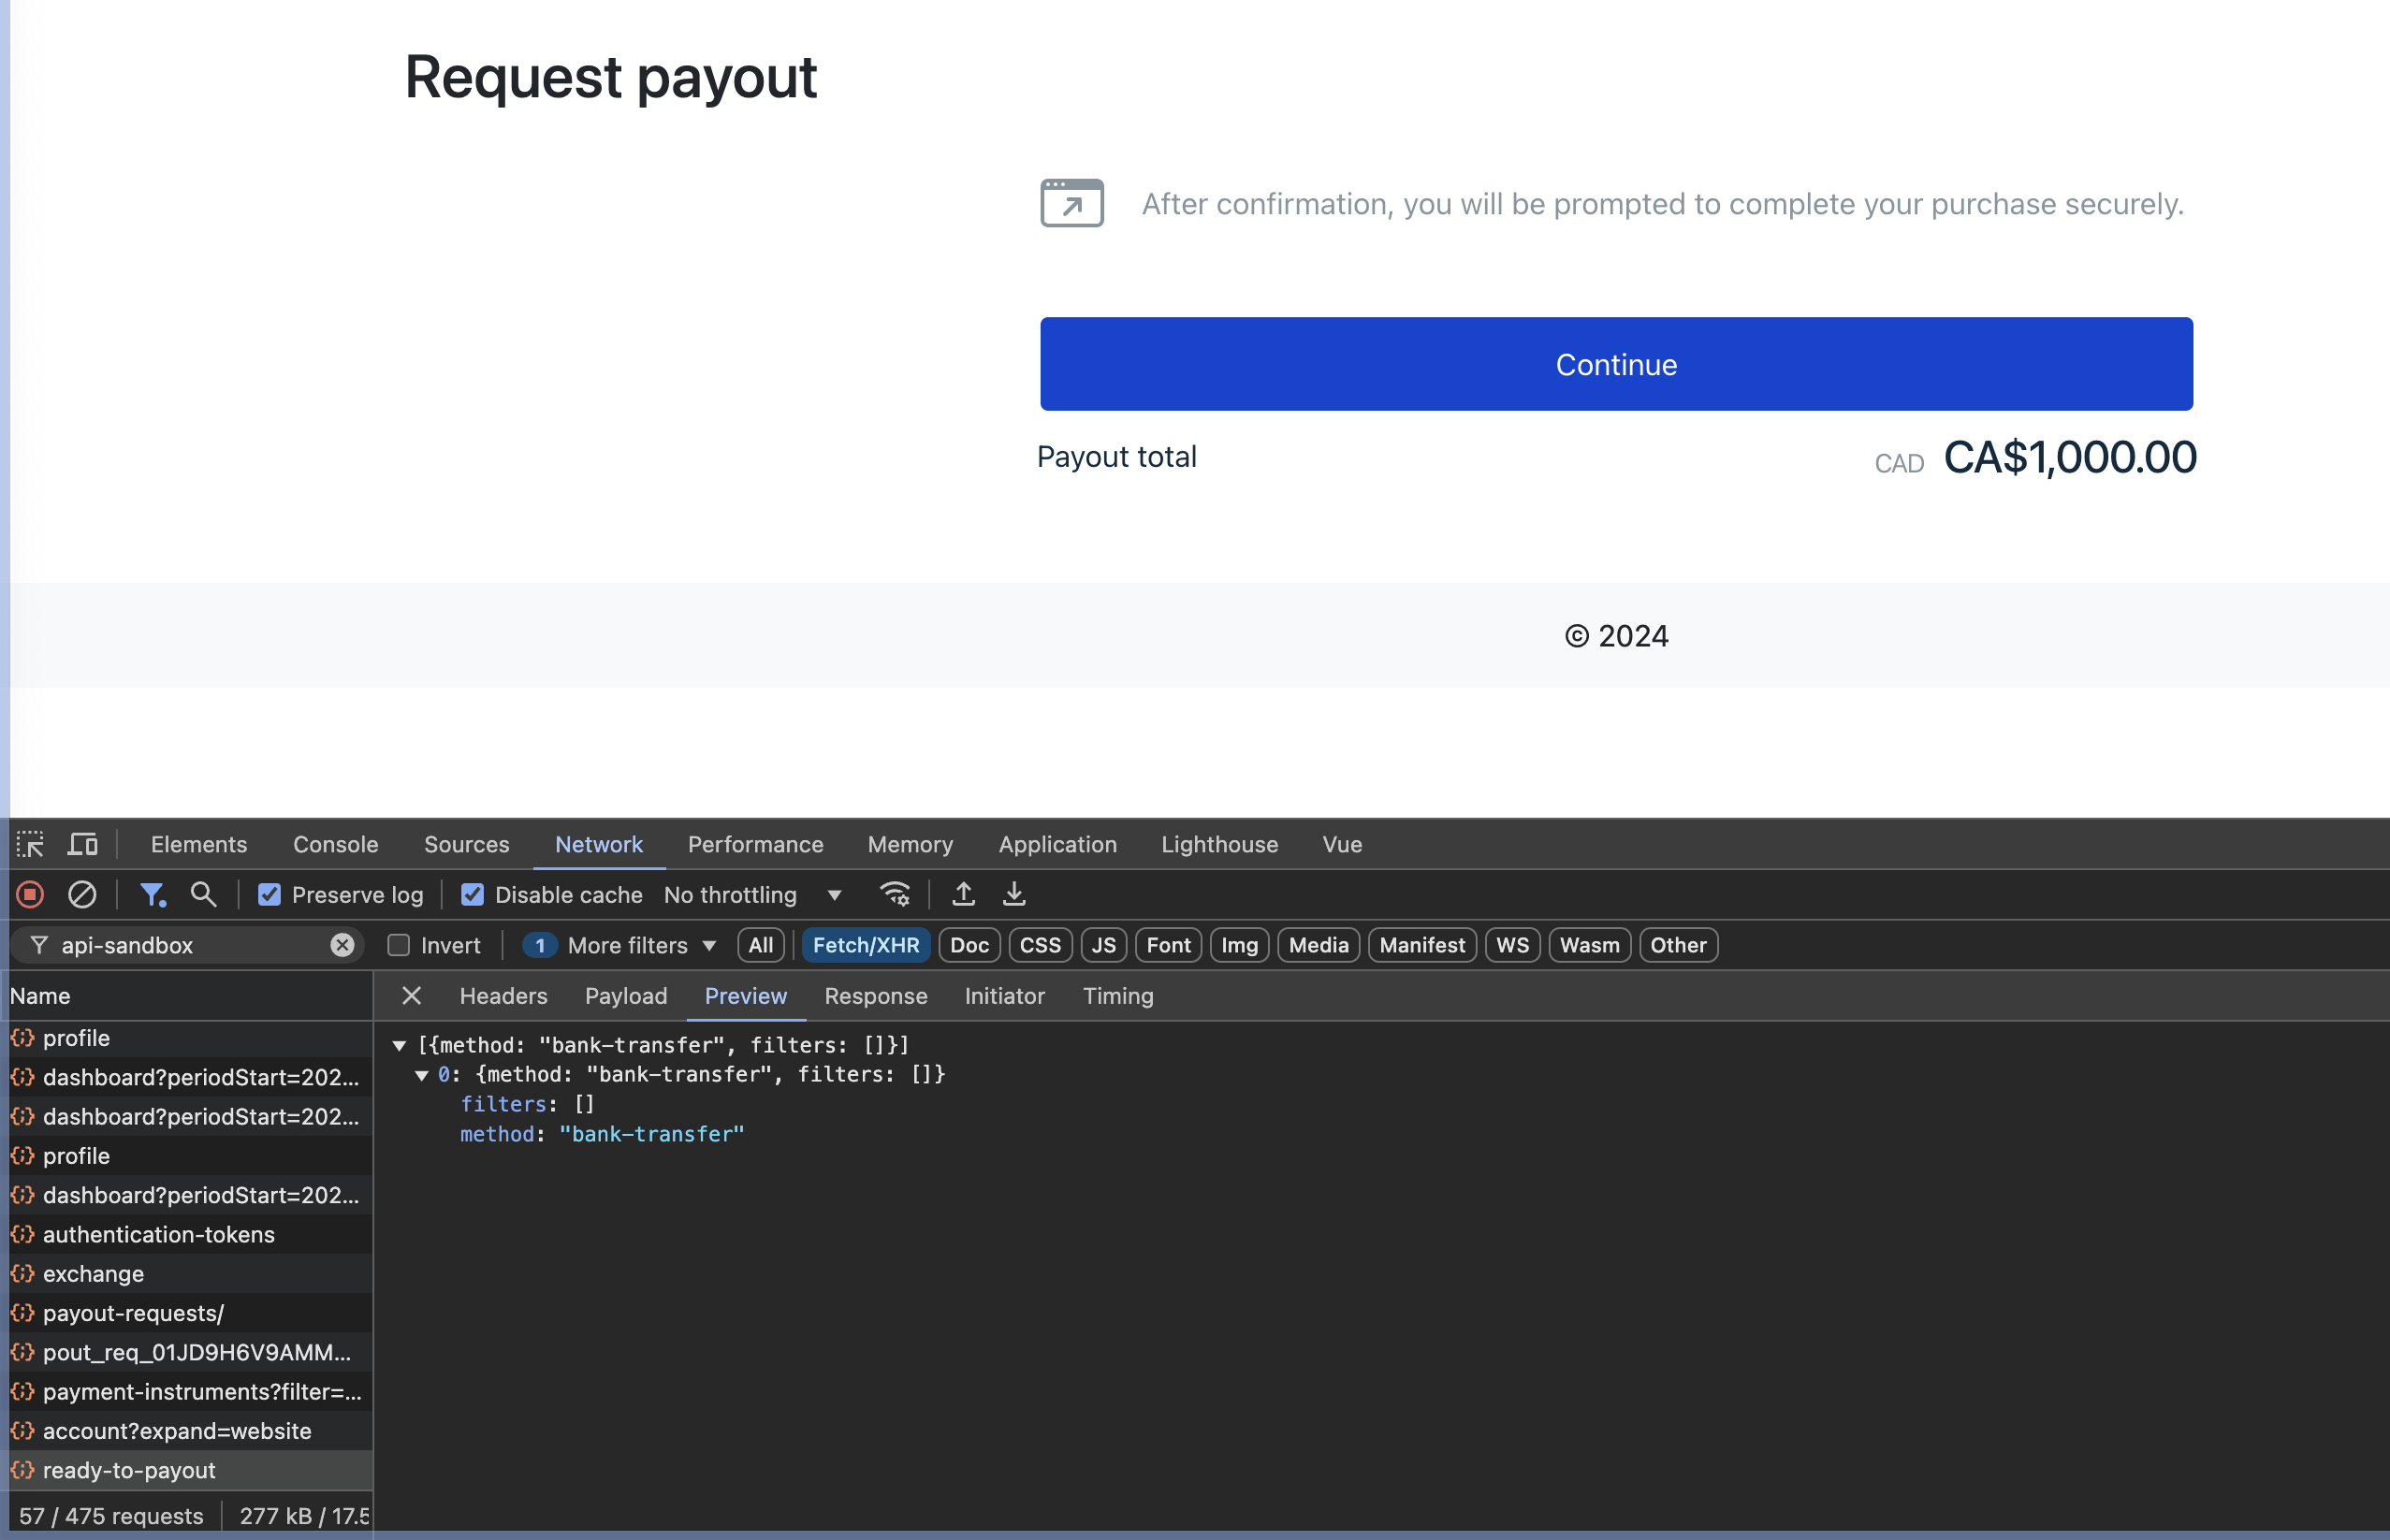 Request payout
After confirmation, you will be prompted to complete your purchase securely.
Continue
Payout total CAD CA$1,000.00
© 2024
Elements Console Sources Network Performance Memory Application Lighthouse Vue
Preserve log Disable cache No throttling
api-sandbox Invert 1 More filters All Fetch/XHR Doc CSS JS Font Img Media Manifest WS Wasm Other
Name
Headers Payload Preview Response Initiator Timing
profile
dashboard?periodStart=202...
dashboard?periodStart=202...
profile
dashboard?periodStart=202...
authentication-tokens
exchange
payout-requests/
pout_req_01JD9H6V9AMM...
payment-instruments?filter=...
account?expand=website
ready-to-payout
57 / 475 requests 277 kB / 17.5
[{method: "bank-transfer", filters: []}]
0: {method: "bank-transfer", filters: []}
filters: []
method: "bank-transfer"